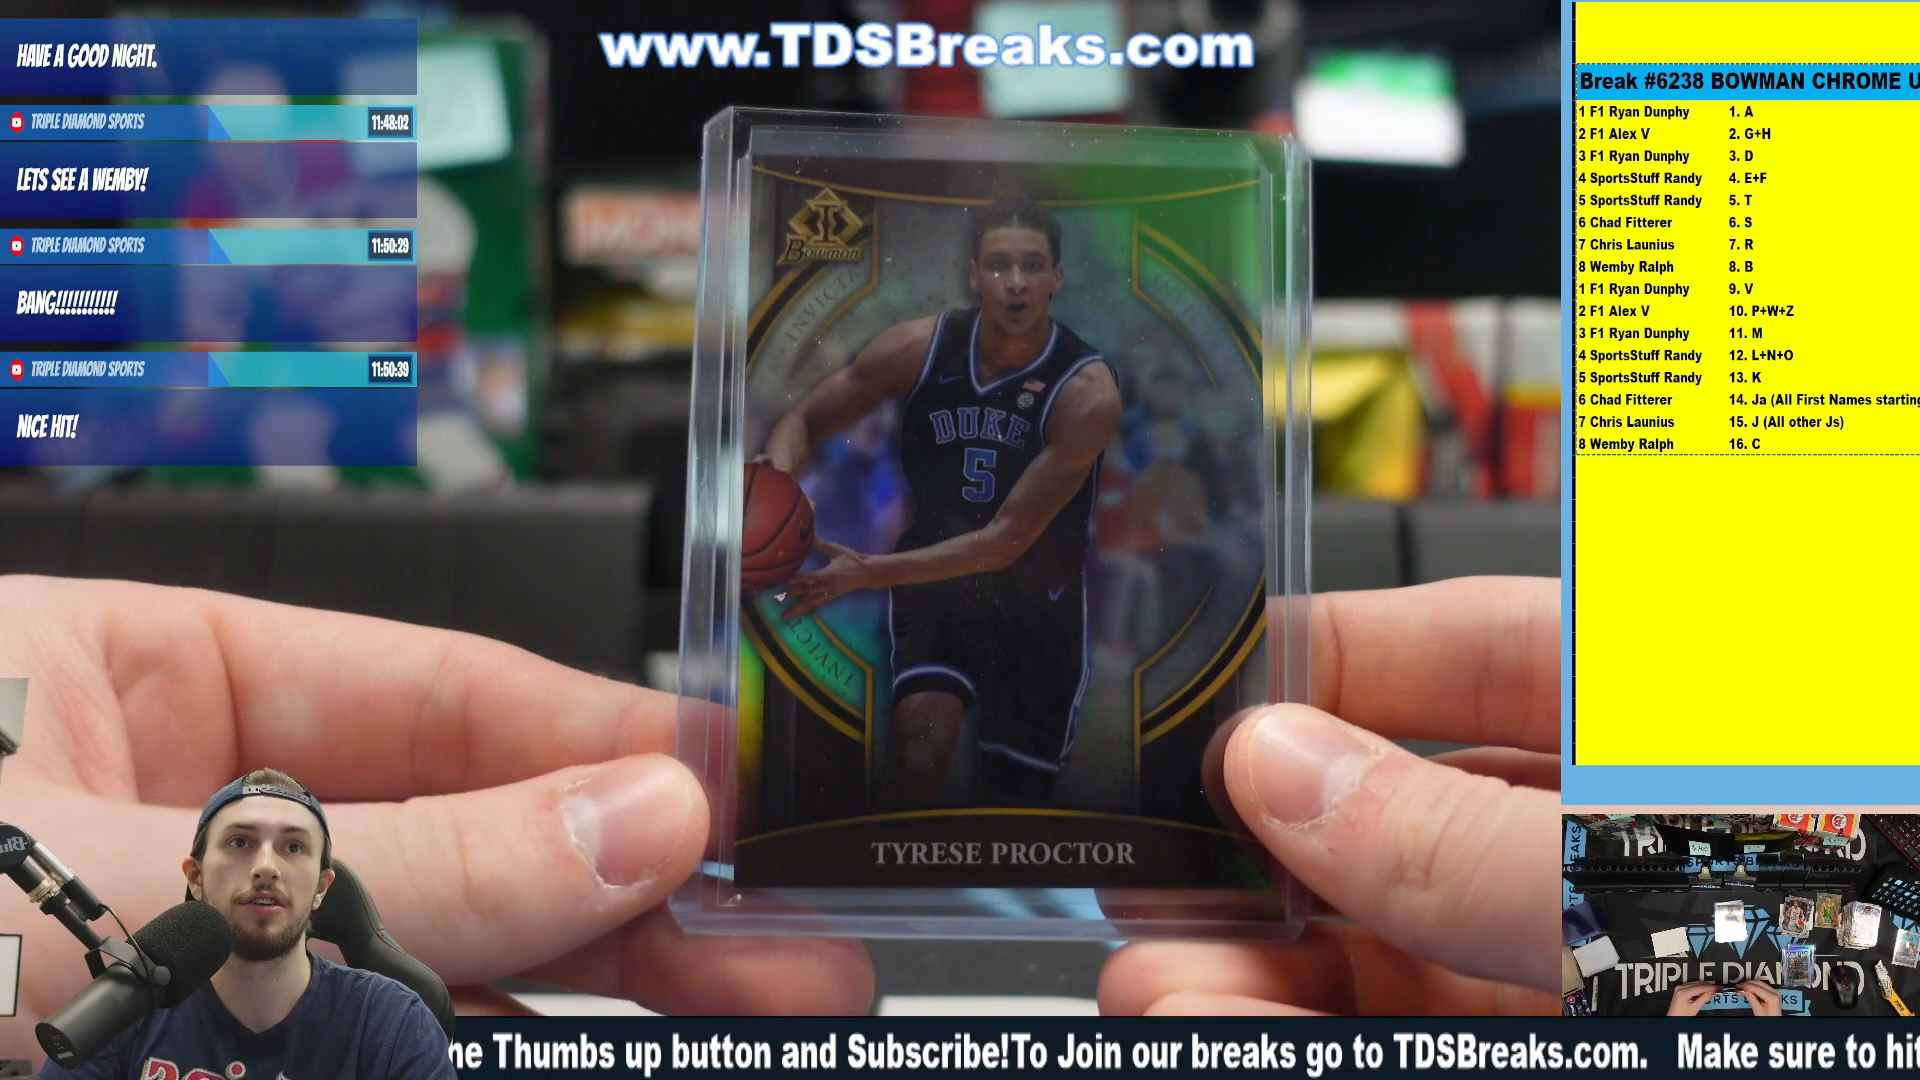 www.TDSBreaks.com
HAVE A GOOD NIGHT.
TRIPLE DIAMOND SPORTS 11:48:02
LETS SEE A WEMBY!
TRIPLE DIAMOND SPORTS 11:50:29
BANG!!!!!!!!!!!
TRIPLE DIAMOND SPORTS 11:50:39
NICE HIT!
Bowman
INVICTA
INVICTA
DUKE
5
INVICTA
TYRESE PROCTOR
Break #6238 BOWMAN CHROME U
1 F1 Ryan Dunphy 1. A
2 F1 Alex V 2. G+H
3 F1 Ryan Dunphy 3. D
4 SportsStuff Randy 4. E+F
5 SportsStuff Randy 5. T
6 Chad Fitterer 6. S
7 Chris Launius 7. R
8 Wemby Ralph 8. B
1 F1 Ryan Dunphy 9. V
2 F1 Alex V 10. P+W+Z
3 F1 Ryan Dunphy 11. M
4 SportsStuff Randy 12. L+N+O
5 SportsStuff Randy 13. K
6 Chad Fitterer 14. Ja (All First Names starting
7 Chris Launius 15. J (All other Js)
8 Wemby Ralph 16. C
TRIPLE DIAMOND
he Thumbs up button and Subscribe!To Join our breaks go to TDSBreaks.com. Make sure to hit